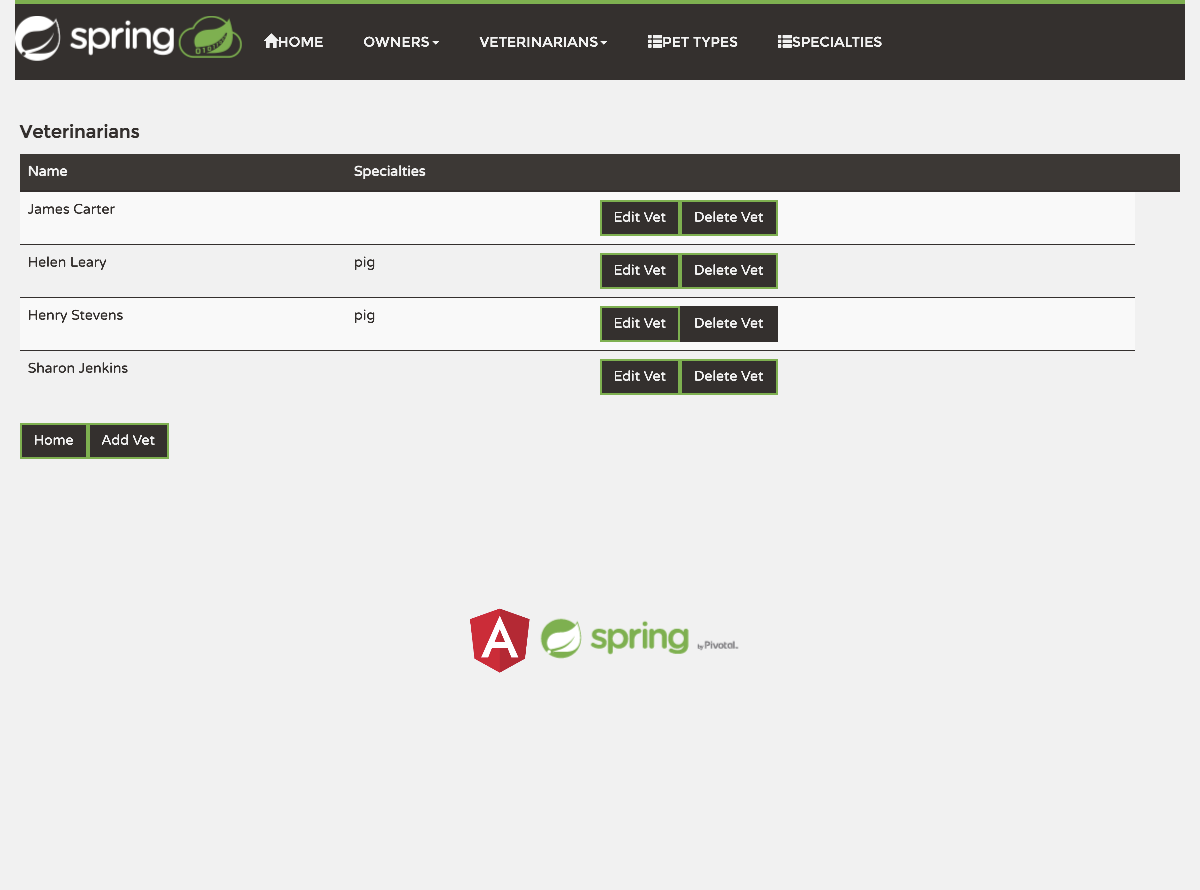 spring HOME OWNERS VETERINARIANS PET TYPES SPECIALTIES
Veterinarians
Name Specialties
James Carter Edit Vet Delete Vet
Helen Leary pig Edit Vet Delete Vet
Henry Stevens pig Edit Vet Delete Vet
Sharon Jenkins Edit Vet Delete Vet
Home Add Vet
A spring by Pivotal.